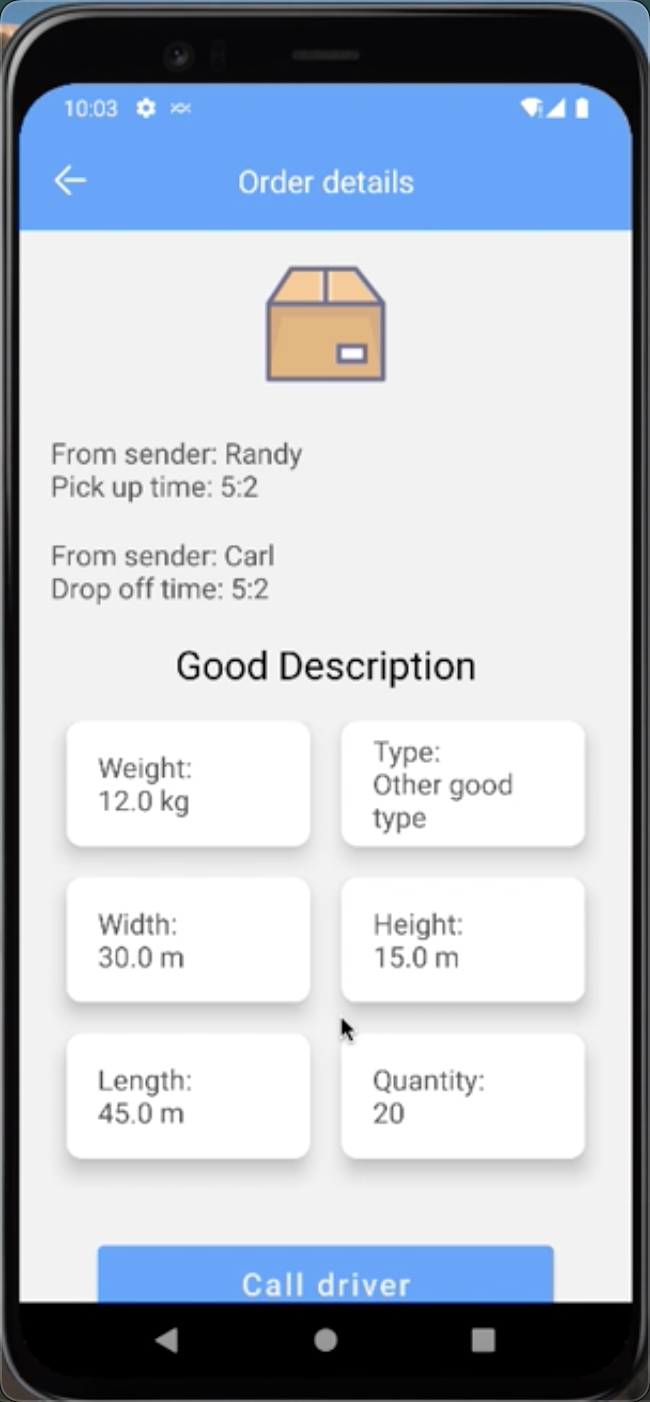 10:03
Order details
From sender: Randy
Pick up time: 5:2
From sender: Carl
Drop off time: 5:2
Good Description
Weight:
12.0 kg
Type:
Other good
type
Width:
30.0 m
Height:
15.0 m
Length:
45.0 m
Quantity:
20
Call driver